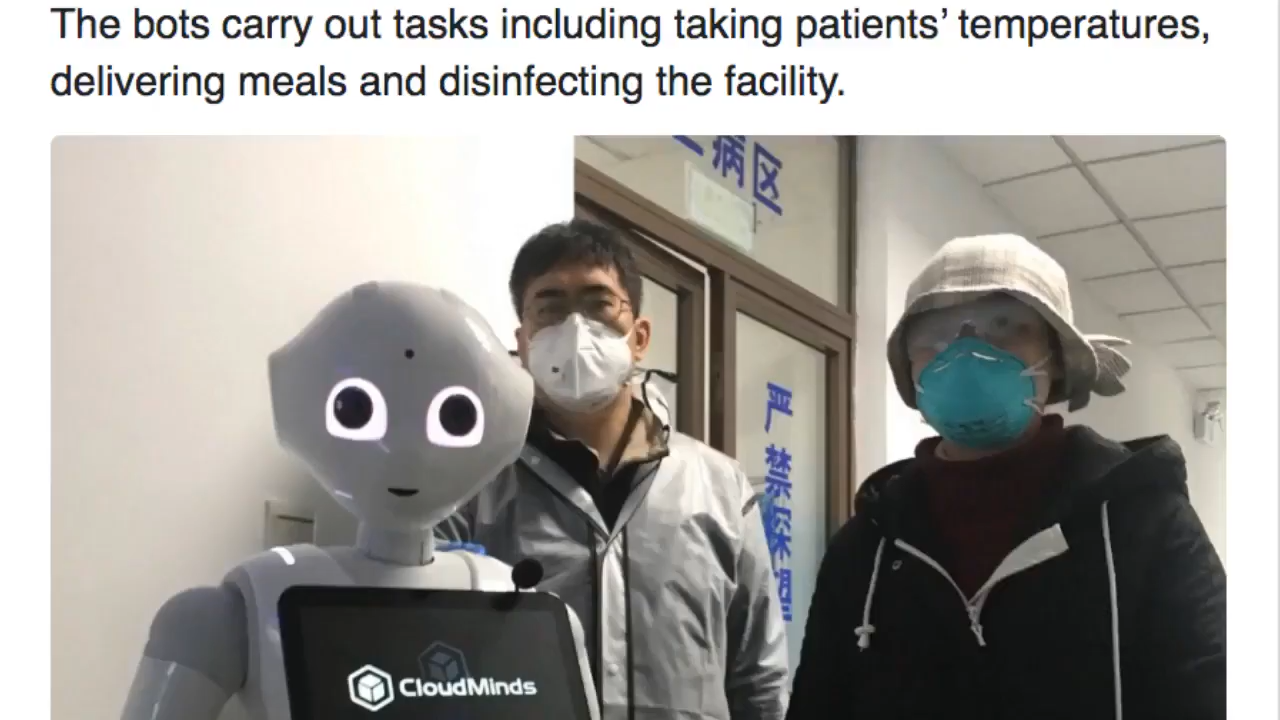 The bots carry out tasks including taking patients’ temperatures,
delivering meals and disinfecting the facility.
病区
严禁探望
CloudMinds